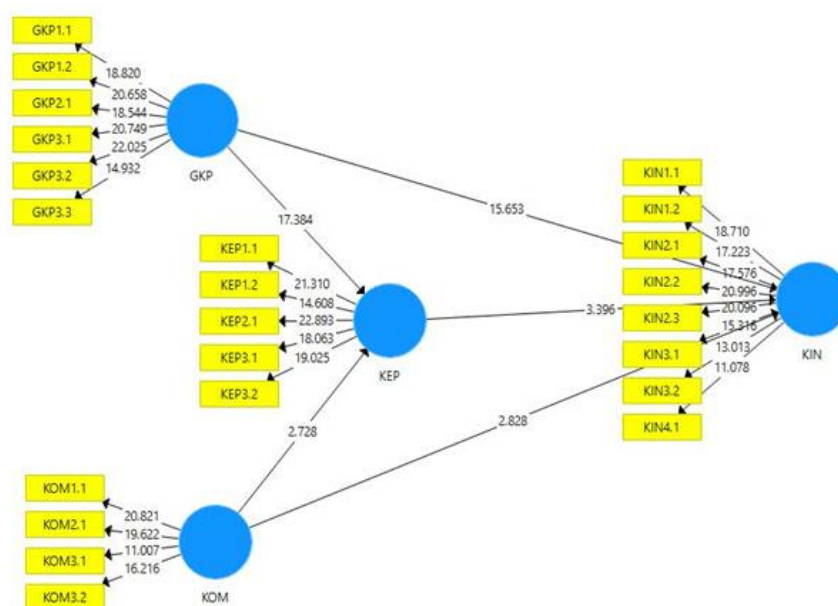 GKP1.1
GKP1.2
GKP2.1
GKP3.1
GKP3.2
GKP3.3
18.820
20.658
18.544
20.749
22.025
14.932
GKP
17.384
15.653
KEP1.1
KEP1.2
KEP2.1
KEP3.1
KEP3.2
21.310
14.608
22.893
18.063
19.025
KEP
3.396
2.728
2.828
KIN1.1
KIN1.2
KIN2.1
KIN2.2
KIN2.3
KIN3.1
KIN3.2
KIN4.1
18.710
17.223
17.576
20.996
20.096
15.316
13.013
11.078
KIN
KOM1.1
KOM2.1
KOM3.1
KOM3.2
20.821
19.622
11.007
16.216
KOM